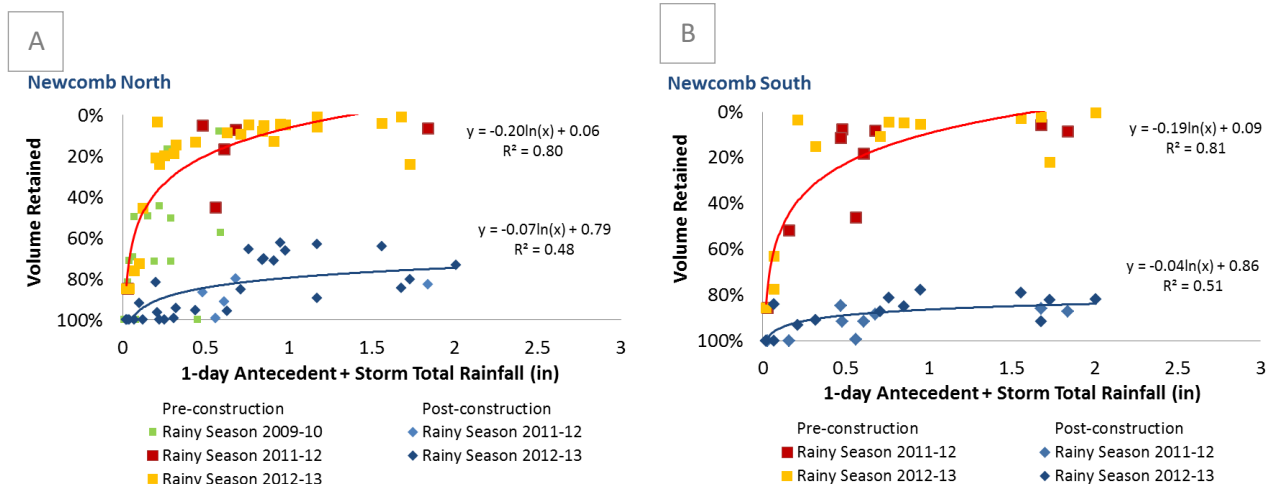 A
Newcomb North
Volume Retained
0%
20%
40%
60%
80%
100%
y = -0.20ln(x) + 0.06
R² = 0.80
y = -0.07ln(x) + 0.79
R² = 0.48
0 0.5 1 1.5 2 2.5 3
1-day Antecedent + Storm Total Rainfall (in)
Pre-construction Post-construction
Rainy Season 2009-10 Rainy Season 2011-12
Rainy Season 2011-12 Rainy Season 2012-13
Rainy Season 2012-13
B
Newcomb South
Volume Retained
0%
20%
40%
60%
80%
100%
y = -0.19ln(x) + 0.09
R² = 0.81
y = -0.04ln(x) + 0.86
R² = 0.51
0 0.5 1 1.5 2 2.5 3
1-day Antecedent + Storm Total Rainfall (in)
Pre-construction Post-construction
Rainy Season 2011-12 Rainy Season 2011-12
Rainy Season 2012-13 Rainy Season 2012-13